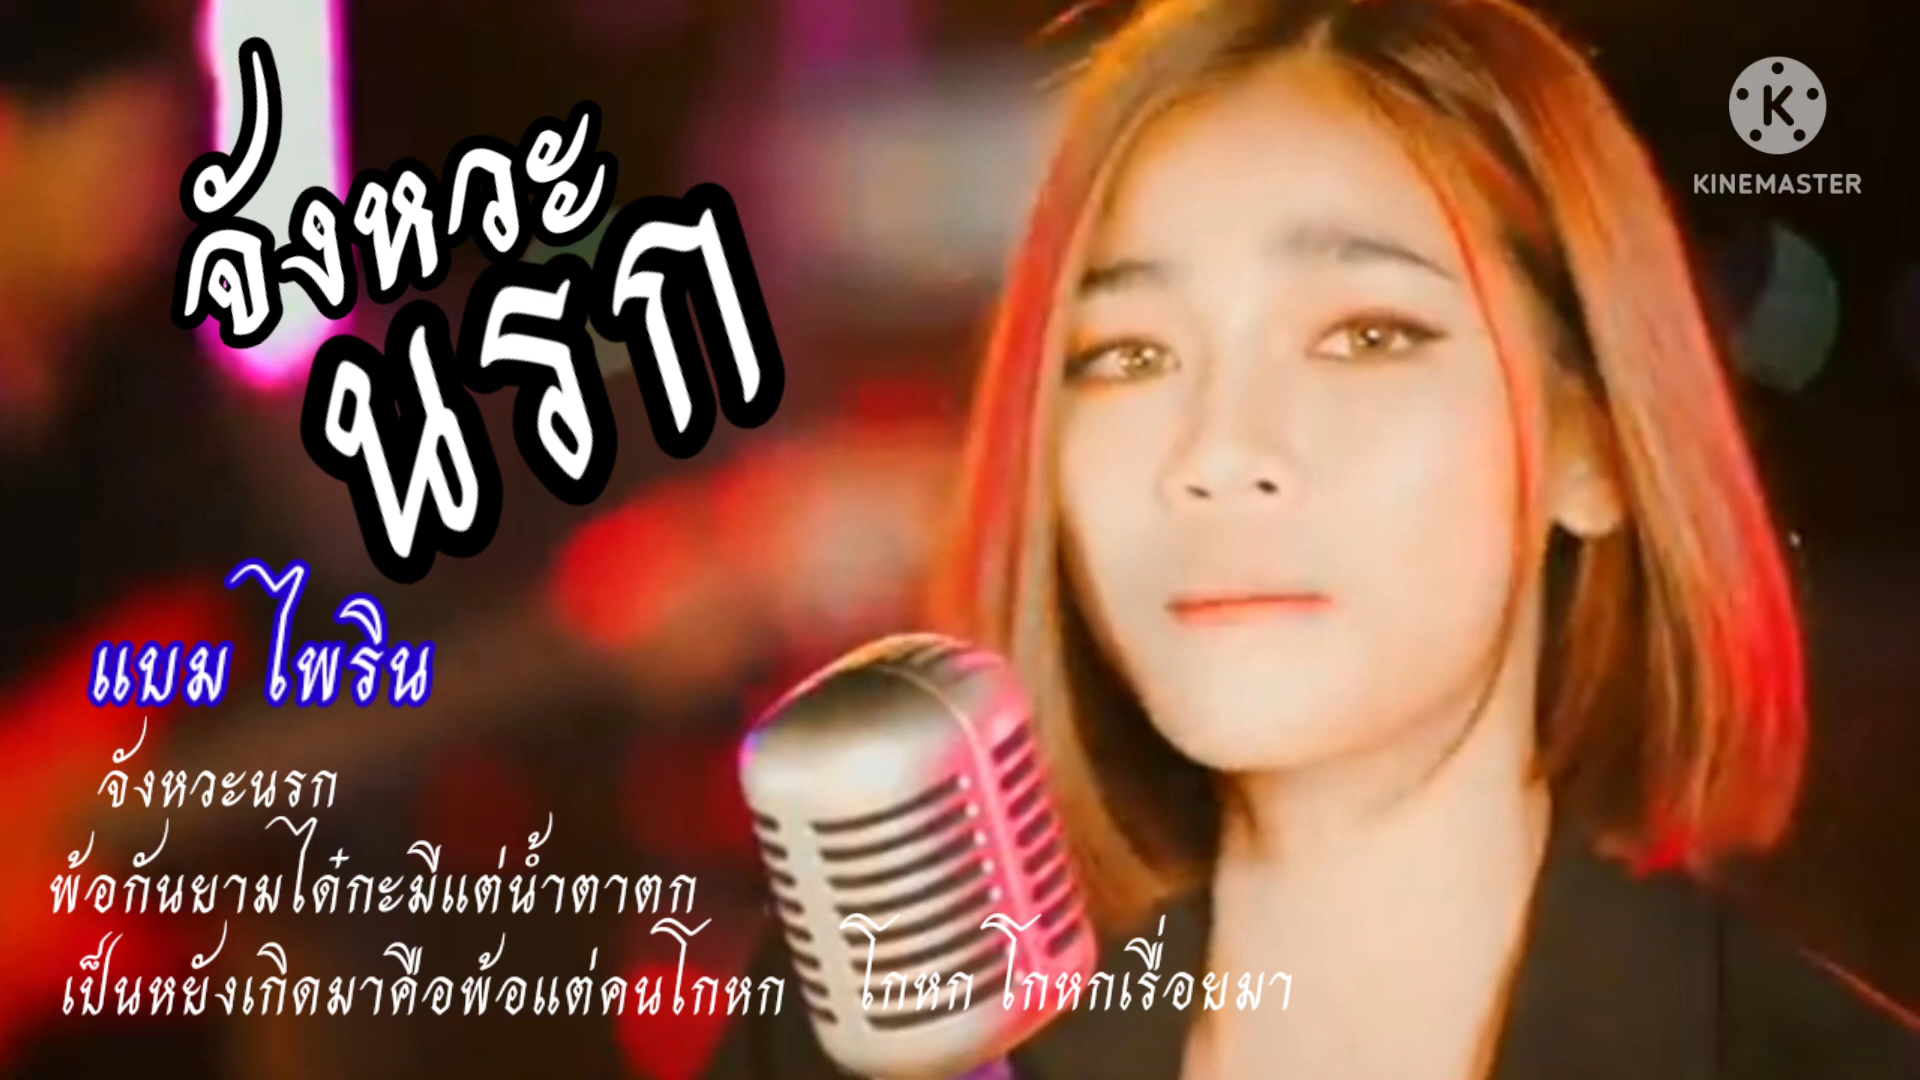 จังหวะ
นรก
K
KINEMASTER
แบม ไพริน
จังหวะนรก
พ้อกันยามได๋กะมีแต่น้ำตาตก
เป็นหยังเกิดมาคือพ้อแต่คนโกหก โกหก โกหกเรื่อยมา